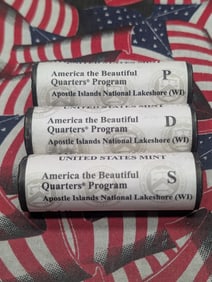 America the Beautiful
Quarters® Program
P
Apostle Islands National Lakeshore (WI)
UNITED STATES MINT
America the Beautiful
Quarters® Program
D
Apostle Islands National Lakeshore (WI)
UNITED STATES MINT
America the Beautiful
Quarters® Program
S
Apostle Islands National Lakeshore (WI)